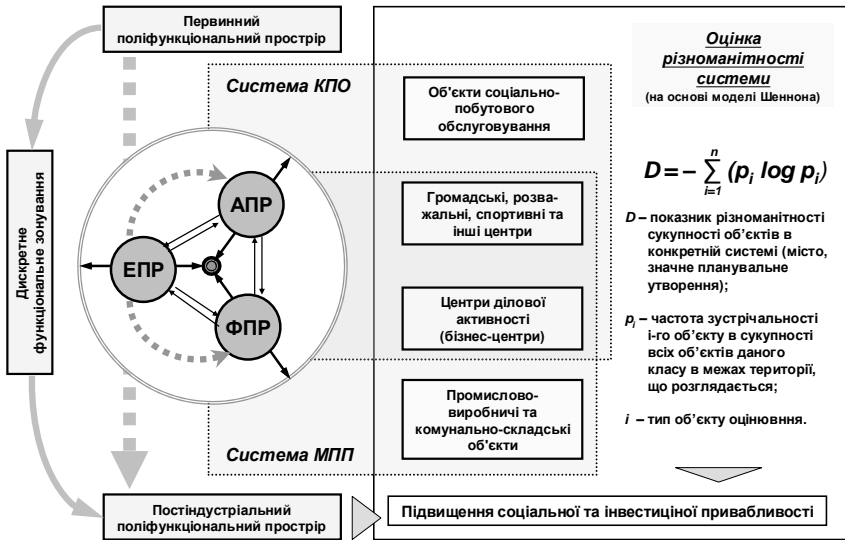 Первинний
поліфункціональний прострір
Дискретне
функціональне зонування
Система КПО
АПР
ЕПР
ФПР
Система МПП
Постіндустріальний
поліфункціональний прострір
Об'єкти соціально-
побутового
обслуговування
Громадські, розва-
жальні, спортивні та
інші центри
Центри ділової
активності
(бізнес-центри)
Промислово-
виробничі та
комунально-складські
об'єкти
Оцінка
різноманітності
системи
(на основі моделі Шеннона)
D = − n ∑ i=1 (pi log pi)
D – показник різноманітності
сукупності об’єктів в
конкретній системі (місто,
значне планувальне
утворення);
pi – частота зустрічальності
і-го об’єкту в сукупності
всіх об’єктів даного
класу в межах території,
що розглядається;
i – тип об’єкту оцінювння.
Підвищення соціальної та інвестиціної привабливості